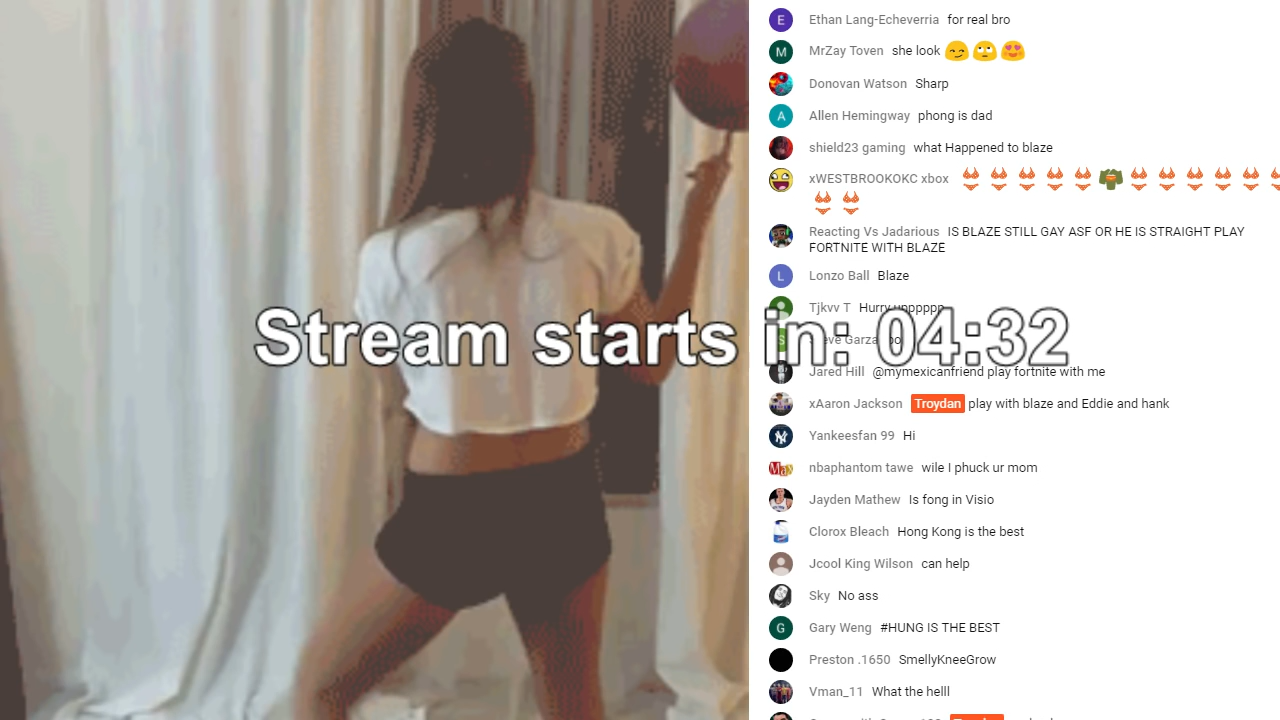 E Ethan Lang-Echeverria for real bro
M MrZay Toven she look 😏🙄😍
Donovan Watson Sharp
A Allen Hemingway phong is dad
shield23 gaming what Happened to blaze
xWESTBROOKOKC xbox 👙👙👙👙👙👙👙👙👙👙👙
👙👙
Reacting Vs Jadarious IS BLAZE STILL GAY ASF OR HE IS STRAIGHT PLAY
FORTNITE WITH BLAZE
L Lonzo Ball Blaze
Tjkvv T Hurry upppppp
Stream starts in: 04:32
S Steve Garza
Jared Hill @mymexicanfriend play fortnite with me
xAaron Jackson Troydan play with blaze and Eddie and hank
Yankeesfan 99 Hi
Max nbaphantom tawe wile I phuck ur mom
Jayden Mathew Is fong in Visio
Clorox Bleach Hong Kong is the best
Jcool King Wilson can help
Sky No ass
G Gary Weng #HUNG IS THE BEST
Preston .1650 SmellyKneeGrow
Vman_11 What the helll